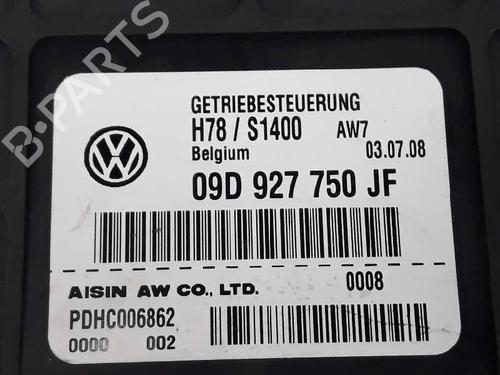 GETRIEBESTEUERUNG
H78 / S1400 AW7
Belgium 03.07.08
09D 927 750 JF
AISIN AW CO., LTD. 0008
PDHC006862
0000 002
B-PARTS